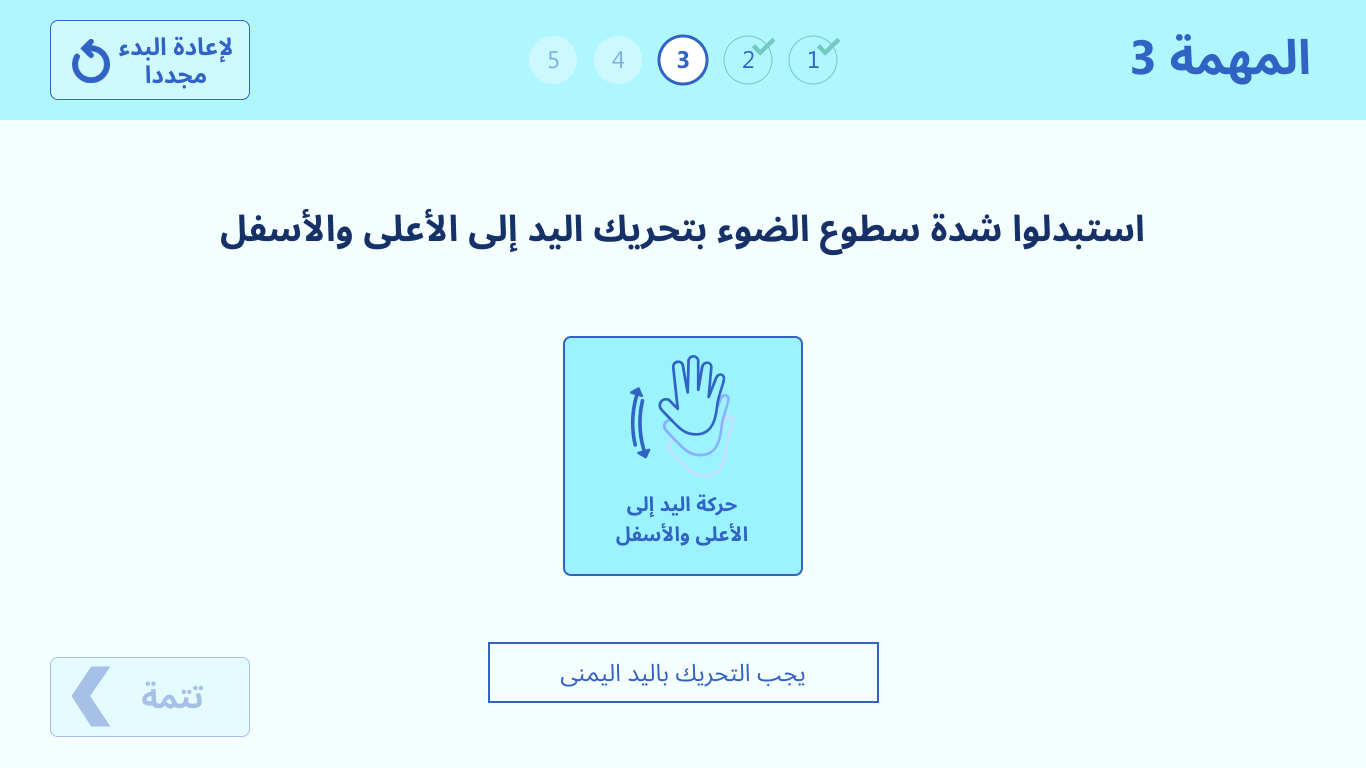 المهمة 3
1 2 3 4 5
لإعادة البدء
مجددا
استبدلوا شدة سطوع الضوء بتحريك اليد إلى الأعلى والأسفل
حركة اليد إلى
الأعلى والأسفل
يجب التحريك باليد اليمنى
تتمة